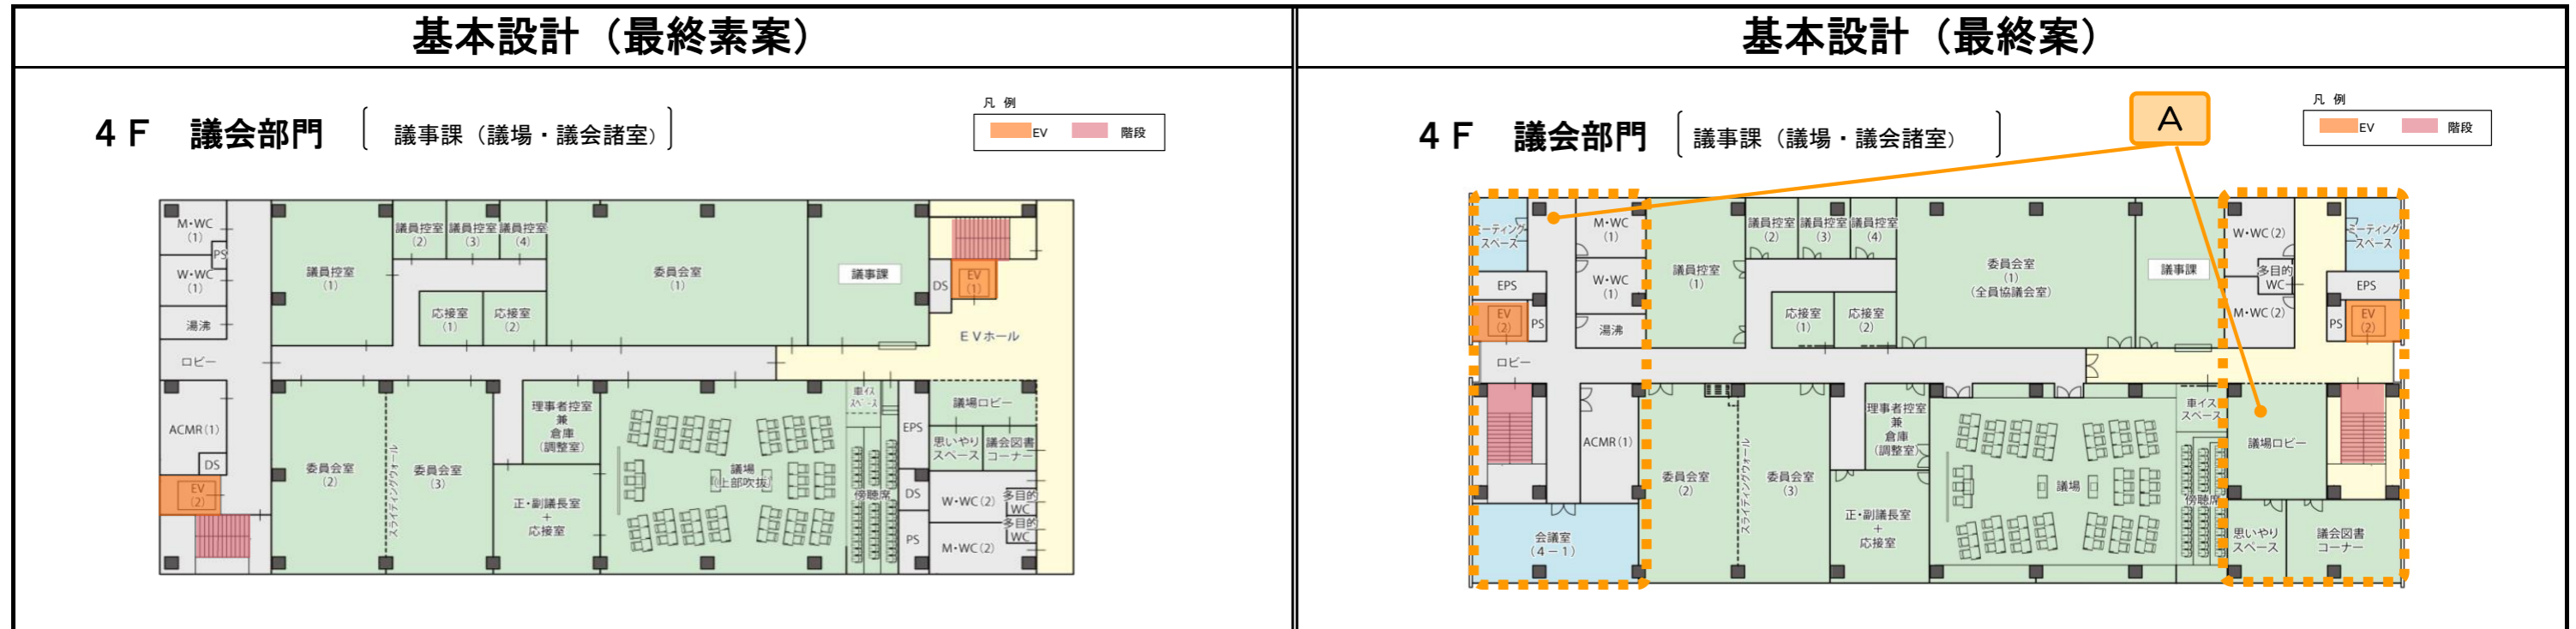 基本設計（最終素案）
4F 議会部門 〔議事課（議場・議会諸室）〕
凡 例
EV 階段
M・WC
(1)
PS
W・WC
(1)
湯沸
ロビー
ACMR(1)
DS
EV
(2)
議員控室
(1)
議員控室
(2)
議員控室
(3)
議員控室
(4)
応接室
(1)
応接室
(2)
委員会室
(1)
議事課
DS
EV
(1)
EVホール
委員会室
(2)
スライディングウォール
委員会室
(3)
理事者控室
兼
倉庫
(調整室)
正・副議長室
+
応接室
議場
(上部吹抜)
車イス
スペース
傍聴席
EPS
DS
PS
議場ロビー
思いやり
スペース
議会図書
コーナー
W・WC(2)
多目的
WC
多目的
WC
M・WC(2)
基本設計（最終案）
4F 議会部門 〔議事課（議場・議会諸室）〕
A
凡 例
EV 階段
ミーティング
スペース
EPS
EV
(2)
PS
ロビー
M・WC
(1)
W・WC
(1)
湯沸
ACMR(1)
会議室
(4－1)
議員控室
(1)
議員控室
(2)
議員控室
(3)
議員控室
(4)
応接室
(1)
応接室
(2)
委員会室
(1)
(全員協議会室)
議事課
W・WC(2)
多目的
WC
M・WC(2)
ミーティング
スペース
EPS
PS
EV
(2)
委員会室
(2)
スライディングウォール
委員会室
(3)
理事者控室
兼
倉庫
(調整室)
正・副議長室
+
応接室
議場
車イス
スペース
傍聴席
議場ロビー
思いやり
スペース
議会図書
コーナー